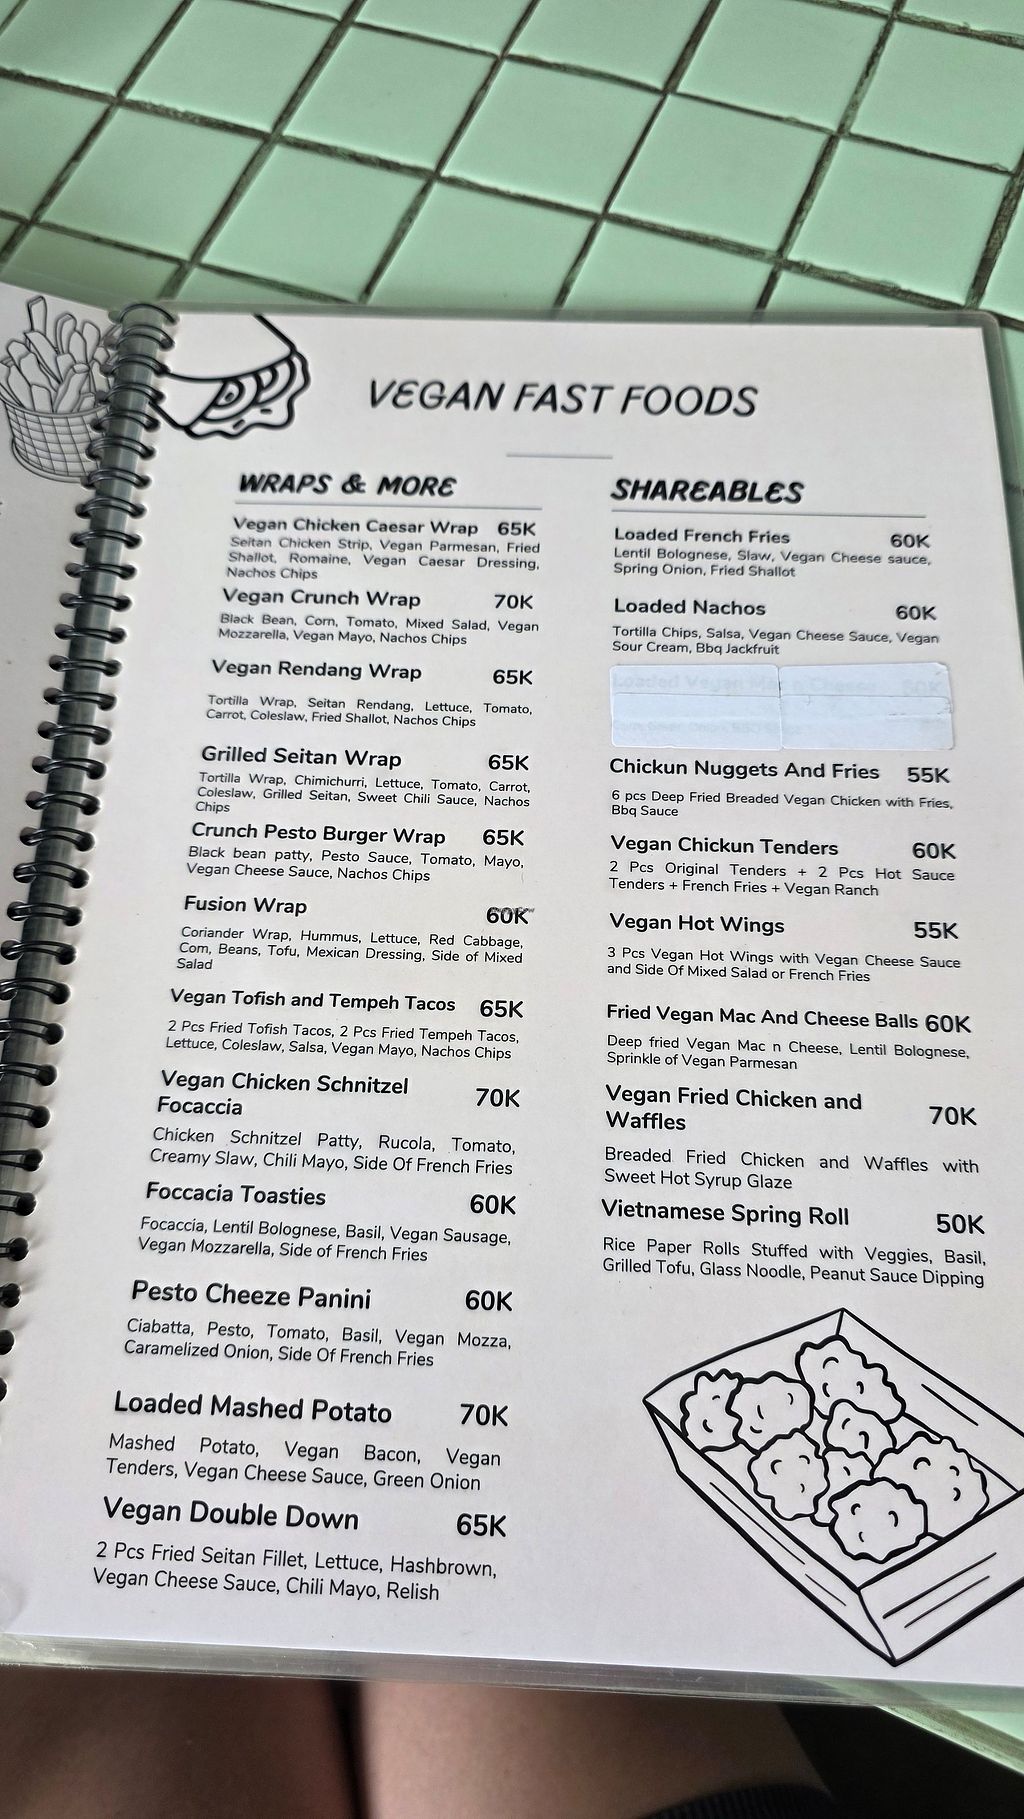 VEGAN FAST FOODS
WRAPS & MORE
Vegan Chicken Caesar Wrap 65K
Seitan Chicken Strip, Vegan Parmesan, Fried
Shallot, Romaine, Vegan Caesar Dressing,
Nachos Chips
Vegan Crunch Wrap 70K
Black Bean, Corn, Tomato, Mixed Salad, Vegan
Mozzarella, Vegan Mayo, Nachos Chips
Vegan Rendang Wrap 65K
Tortilla Wrap, Seitan Rendang, Lettuce, Tomato,
Carrot, Coleslaw, Fried Shallot, Nachos Chips
Grilled Seitan Wrap 65K
Tortilla Wrap, Chimichurri, Lettuce, Tomato, Carrot,
Coleslaw, Grilled Seitan, Sweet Chili Sauce, Nachos
Chips
Crunch Pesto Burger Wrap 65K
Black bean patty, Pesto Sauce, Tomato, Mayo,
Vegan Cheese Sauce, Nachos Chips
Fusion Wrap 60K
Coriander Wrap, Hummus, Lettuce, Red Cabbage,
Corn, Beans, Tofu, Mexican Dressing, Side of Mixed
Salad
Vegan Tofish and Tempeh Tacos 65K
2 Pcs Fried Tofish Tacos, 2 Pcs Fried Tempeh Tacos,
Lettuce, Coleslaw, Salsa, Vegan Mayo, Nachos Chips
Vegan Chicken Schnitzel
Focaccia 70K
Chicken Schnitzel Patty, Rucola, Tomato,
Creamy Slaw, Chili Mayo, Side Of French Fries
Foccacia Toasties 60K
Focaccia, Lentil Bolognese, Basil, Vegan Sausage,
Vegan Mozzarella, Side of French Fries
Pesto Cheeze Panini 60K
Ciabatta, Pesto, Tomato, Basil, Vegan Mozza,
Caramelized Onion, Side Of French Fries
Loaded Mashed Potato 70K
Mashed Potato, Vegan Bacon, Vegan
Tenders, Vegan Cheese Sauce, Green Onion
Vegan Double Down 65K
2 Pcs Fried Seitan Fillet, Lettuce, Hashbrown,
Vegan Cheese Sauce, Chili Mayo, Relish
SHAREABLES
Loaded French Fries 60K
Lentil Bolognese, Slaw, Vegan Cheese sauce,
Spring Onion, Fried Shallot
Loaded Nachos 60K
Tortilla Chips, Salsa, Vegan Cheese Sauce, Vegan
Sour Cream, Bbq Jackfruit
Chickun Nuggets And Fries 55K
6 pcs Deep Fried Breaded Vegan Chicken with Fries,
Bbq Sauce
Vegan Chickun Tenders 60K
2 Pcs Original Tenders + 2 Pcs Hot Sauce
Tenders + French Fries + Vegan Ranch
Vegan Hot Wings 55K
3 Pcs Vegan Hot Wings with Vegan Cheese Sauce
and Side Of Mixed Salad or French Fries
Fried Vegan Mac And Cheese Balls 60K
Deep fried Vegan Mac n Cheese, Lentil Bolognese,
Sprinkle of Vegan Parmesan
Vegan Fried Chicken and
Waffles 70K
Breaded Fried Chicken and Waffles with
Sweet Hot Syrup Glaze
Vietnamese Spring Roll 50K
Rice Paper Rolls Stuffed with Veggies, Basil,
Grilled Tofu, Glass Noodle, Peanut Sauce Dipping